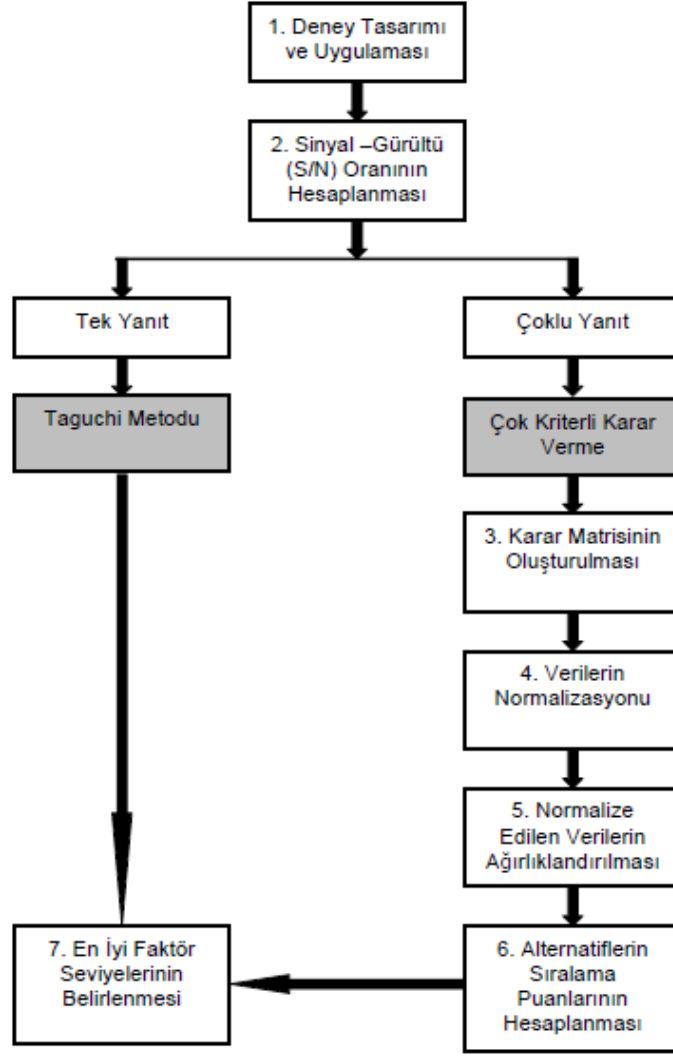 1. Deney Tasarımı
ve Uygulaması
2. Sinyal –Gürültü
(S/N) Oranının
Hesaplanması
Tek Yanıt
Çoklu Yanıt
Taguchi Metodu
Çok Kriterli Karar
Verme
3. Karar Matrisinin
Oluşturulması
4. Verilerin
Normalizasyonu
5. Normalize
Edilen Verilerin
Ağırlıklandırılması
6. Alternatiflerin
Sıralama
Puanlarının
Hesaplanması
7. En İyi Faktör
Seviyelerinin
Belirlenmesi